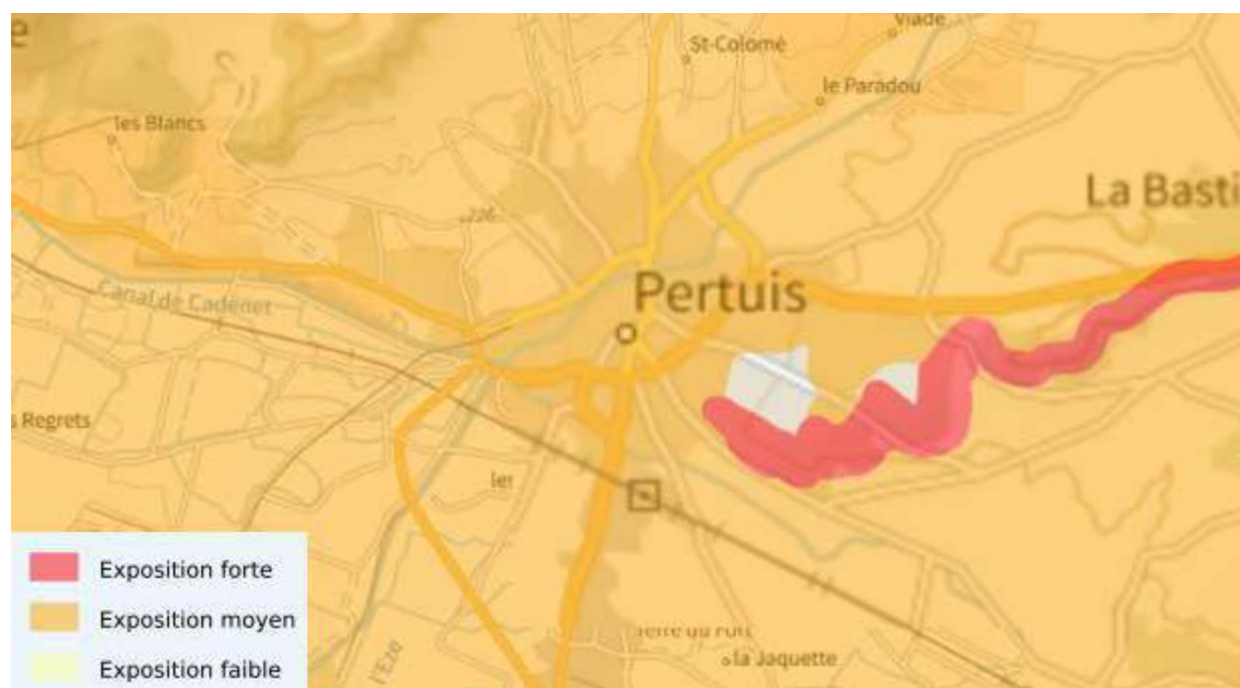 e
Viade
St-Colomé
le Paradou
les Blancs
La Basti
226
Pertuis
Canal de Cadenet
s Regrets
l'Eze
la Jaquette
Exposition forte
Exposition moyen
Exposition faible